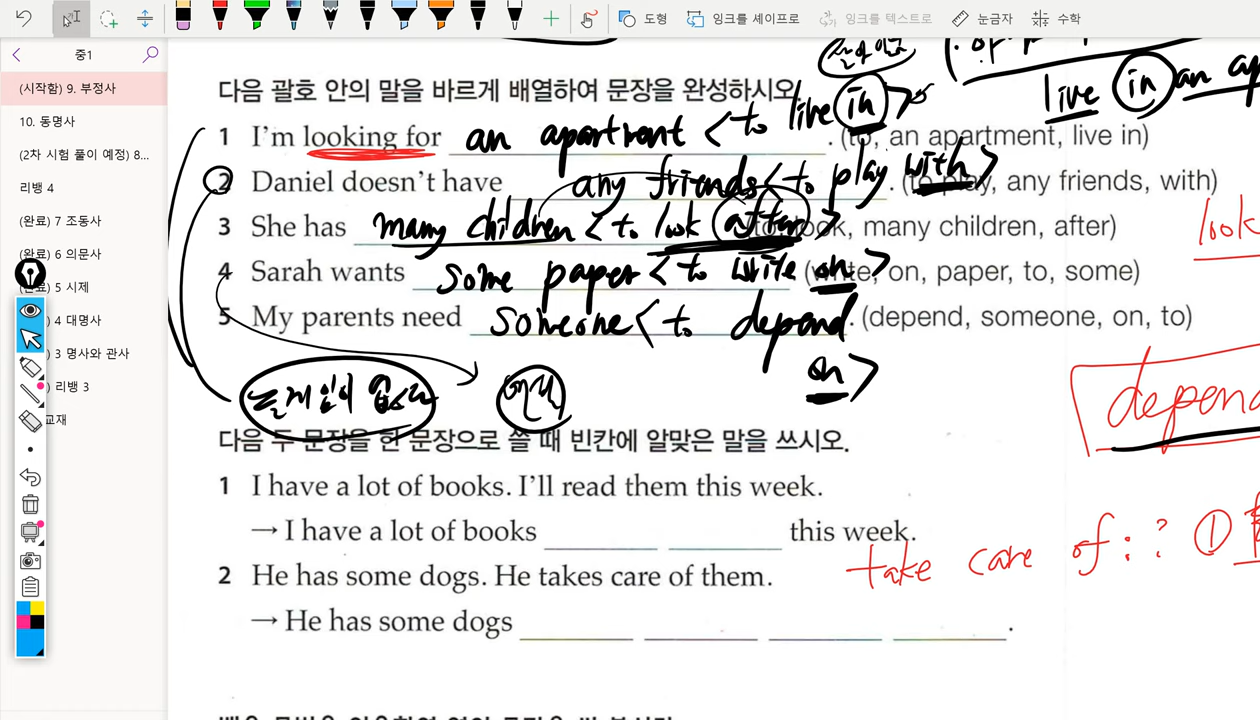 도형 잉크를 셰이프로 잉크를 텍스트로 눈금자 수학
중1
(시작함) 9. 부정사
10. 동명사
(2차 시험 풀이 예정) 8...
리뱅 4
(완료) 7 조동사
(완료) 6 의문사
5 시제
) 4 대명사
) 3 명사와 관사
) 리뱅 3
교재
live in an ap
다음 괄호 안의 말을 바르게 배열하여 문장을 완성하시오
1 I'm looking for an apartment < to live in > . (to, an apartment, live in)
2 Daniel doesn't have any friends < to play with > . (to play, any friends, with)
3 She has many children < to look after > look, many children, after)
look
4 Sarah wants some paper < to write on > (write, on, paper, to, some)
5 My parents need someone < to depend on > . (depend, someone, on, to)
depend
다음 두 문장을 한 문장으로 쓸 때 빈칸에 알맞은 말을 쓰시오.
1 I have a lot of books. I'll read them this week.
→ I have a lot of books this week.
take care of : ? ①
2 He has some dogs. He takes care of them.
→ He has some dogs .